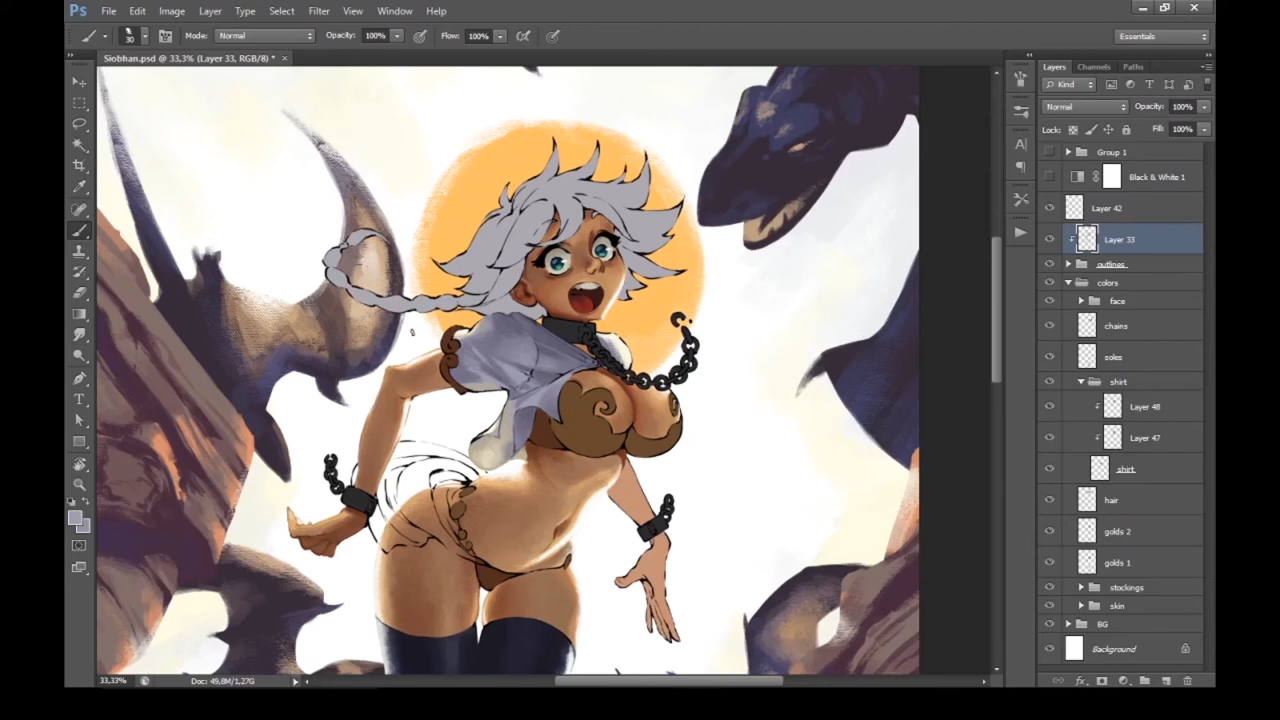 Ps File Edit Image Layer Type Select Filter View Window Help
30 Mode: Normal Opacity: 100% Flow: 100% Essentials
Siobhan.psd @ 33,3% (Layer 33, RGB/8) * ×
Layers Channels Paths
Kind
Normal Opacity: 100%
Lock: Fill: 100%
Group 1
Black & White 1
Layer 42
Layer 33
outlines
colors
face
chains
soles
shirt
Layer 48
Layer 47
shirt
hair
golds 2
golds 1
stockings
skin
BG
Background
33,33% Doc: 49,8M/1,27G